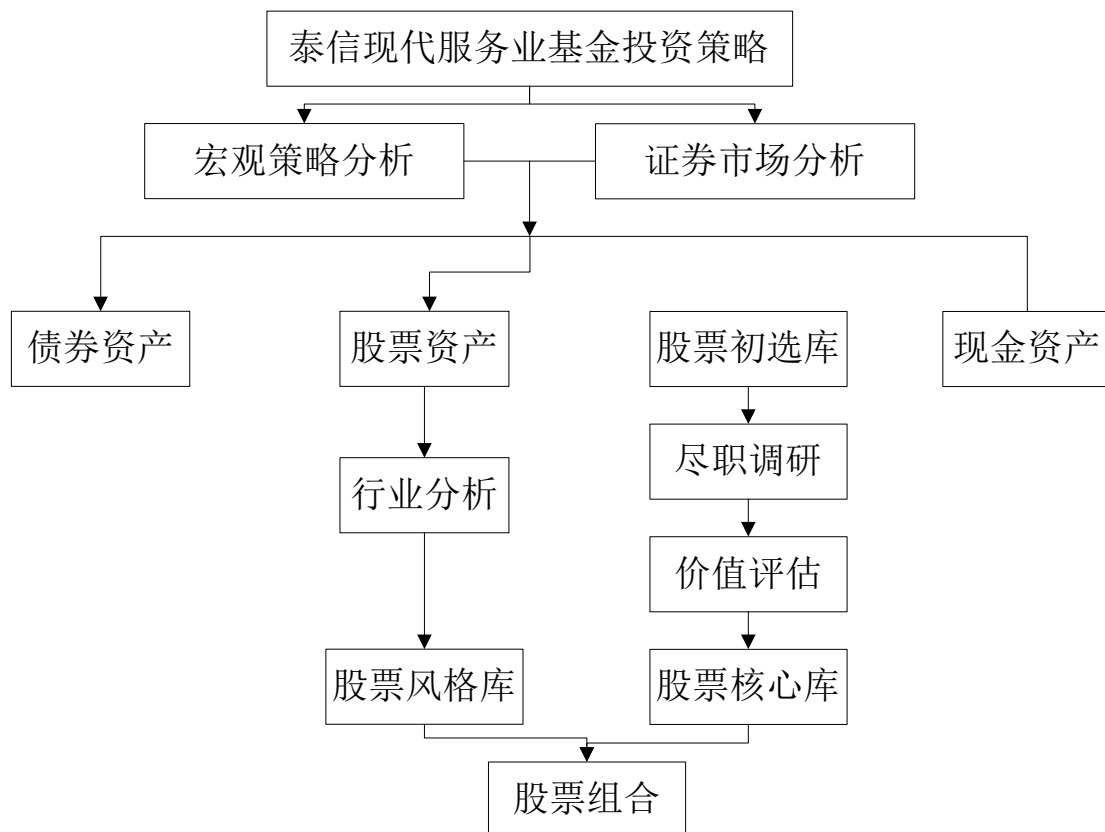 泰信现代服务业基金投资策略
宏观策略分析
证券市场分析
债券资产
股票资产
股票初选库
现金资产
尽职调研
行业分析
价值评估
股票风格库
股票核心库
股票组合